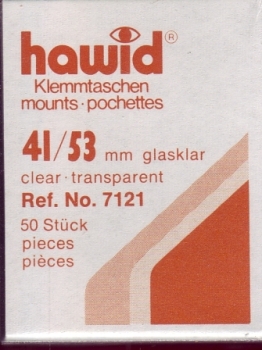 hawid®
Klemmtaschen
mounts·pochettes
41/53 mm glasklar
clear·transparent
Ref. No. 7121
50 Stück
pieces
pièces